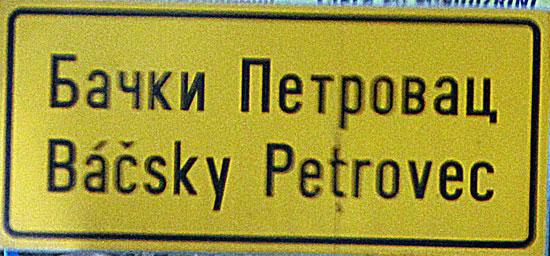 Бачки Петровац
Báčsky Petrovec